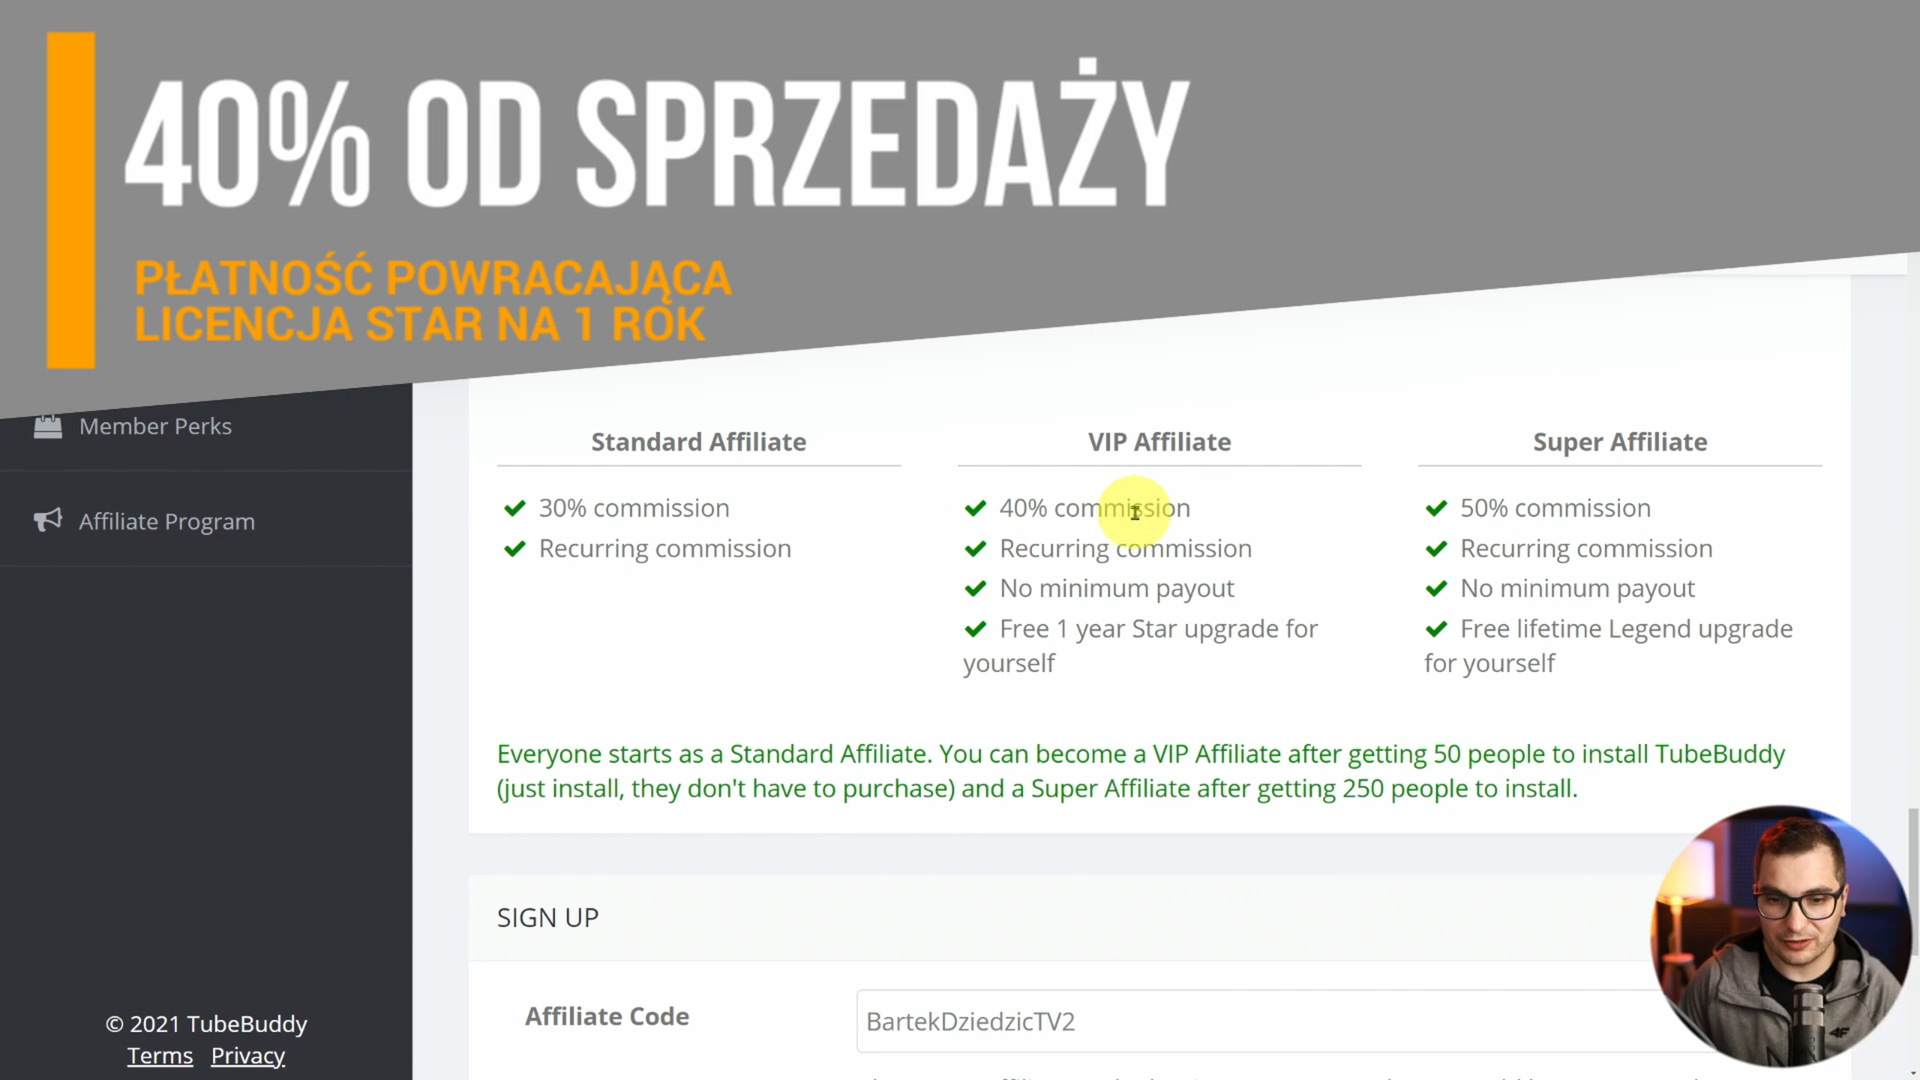 40% OD SPRZEDAŻY
PŁATNOŚĆ POWRACAJĄCA
LICENCJA STAR NA 1 ROK
Member Perks
Affiliate Program
Standard Affiliate
30% commission
Recurring commission
VIP Affiliate
40% commission
Recurring commission
No minimum payout
Free 1 year Star upgrade for
yourself
Super Affiliate
50% commission
Recurring commission
No minimum payout
Free lifetime Legend upgrade
for yourself
Everyone starts as a Standard Affiliate. You can become a VIP Affiliate after getting 50 people to install TubeBuddy
(just install, they don't have to purchase) and a Super Affiliate after getting 250 people to install.
SIGN UP
Affiliate Code
BartekDziedzicTV2
© 2021 TubeBuddy
Terms Privacy